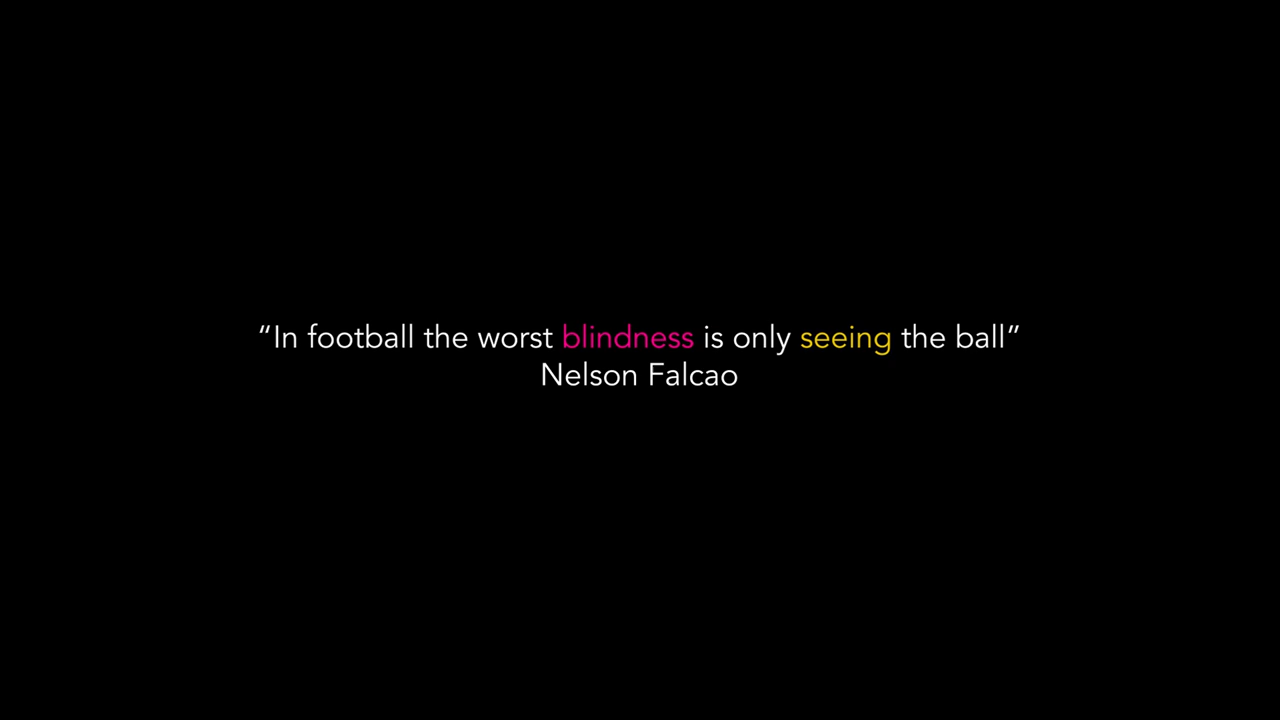 “In football the worst blindness is only seeing the ball”
Nelson Falcao